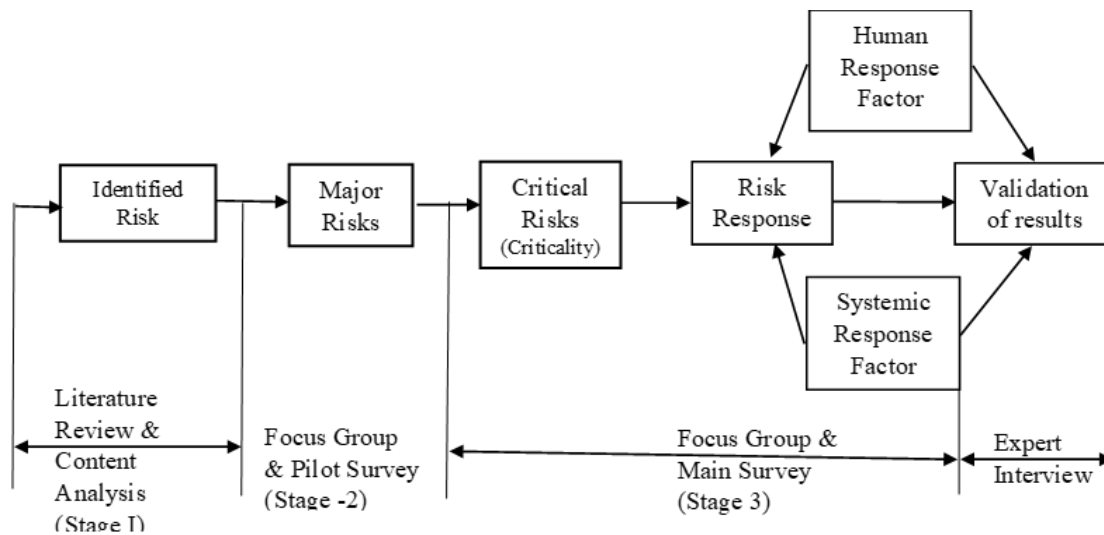 Human
Response
Factor
Identified
Risk
Major
Risks
Critical
Risks
(Criticality)
Risk
Response
Validation
of results
Systemic
Response
Factor
Literature
Review &
Content
Analysis
(Stage I)
Focus Group
& Pilot Survey
(Stage -2)
Focus Group &
Main Survey
(Stage 3)
Expert
Interview